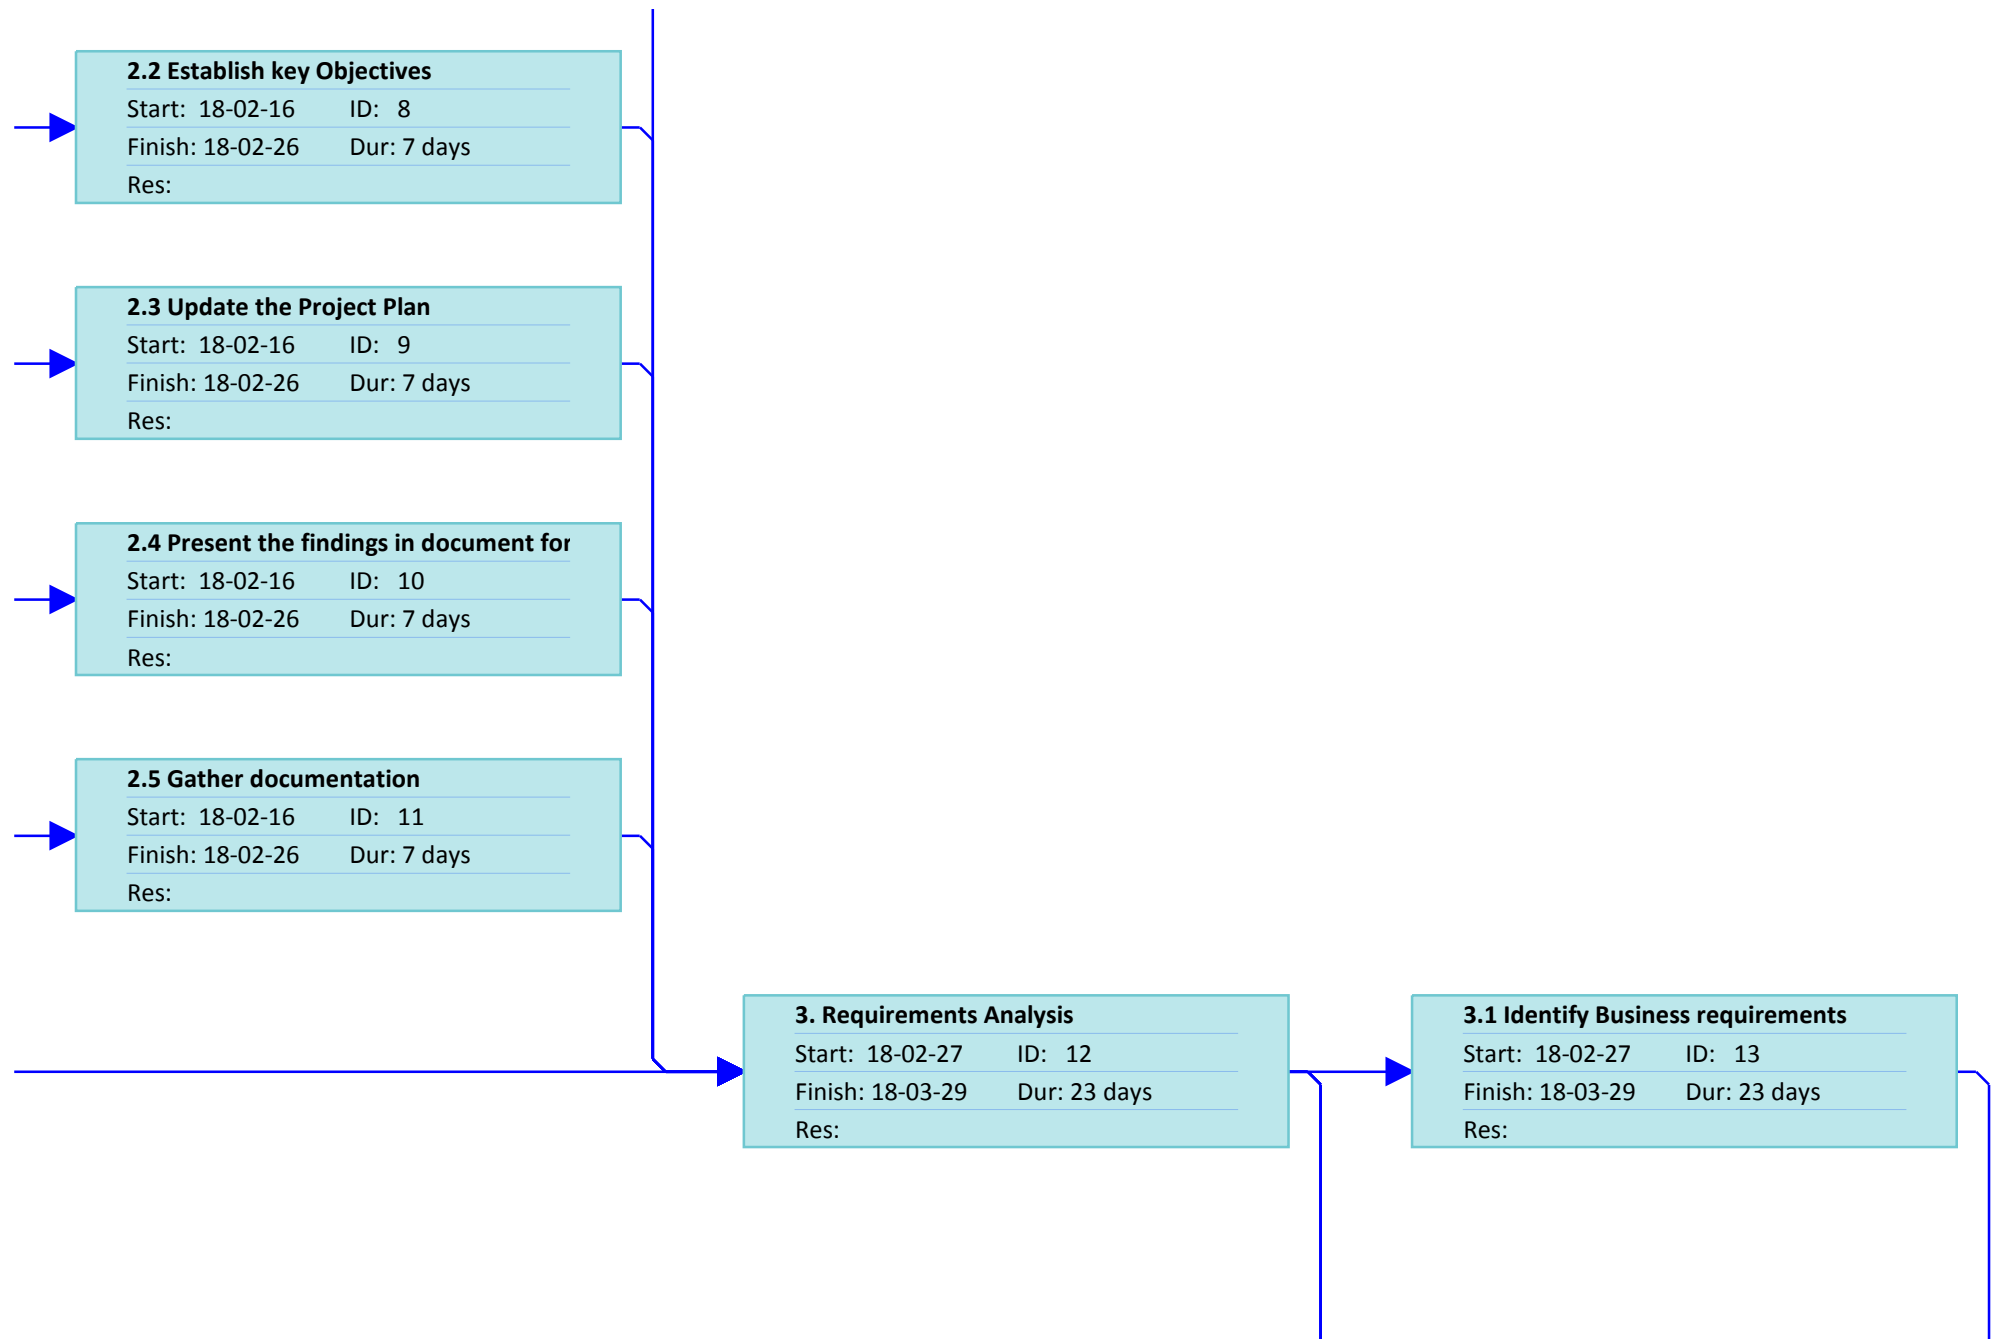 2.2 Establish key Objectives
Start: 18-02-16 ID: 8
Finish: 18-02-26 Dur: 7 days
Res:
2.3 Update the Project Plan
Start: 18-02-16 ID: 9
Finish: 18-02-26 Dur: 7 days
Res:
2.4 Present the findings in document for
Start: 18-02-16 ID: 10
Finish: 18-02-26 Dur: 7 days
Res:
2.5 Gather documentation
Start: 18-02-16 ID: 11
Finish: 18-02-26 Dur: 7 days
Res:
3. Requirements Analysis
Start: 18-02-27 ID: 12
Finish: 18-03-29 Dur: 23 days
Res:
3.1 Identify Business requirements
Start: 18-02-27 ID: 13
Finish: 18-03-29 Dur: 23 days
Res: